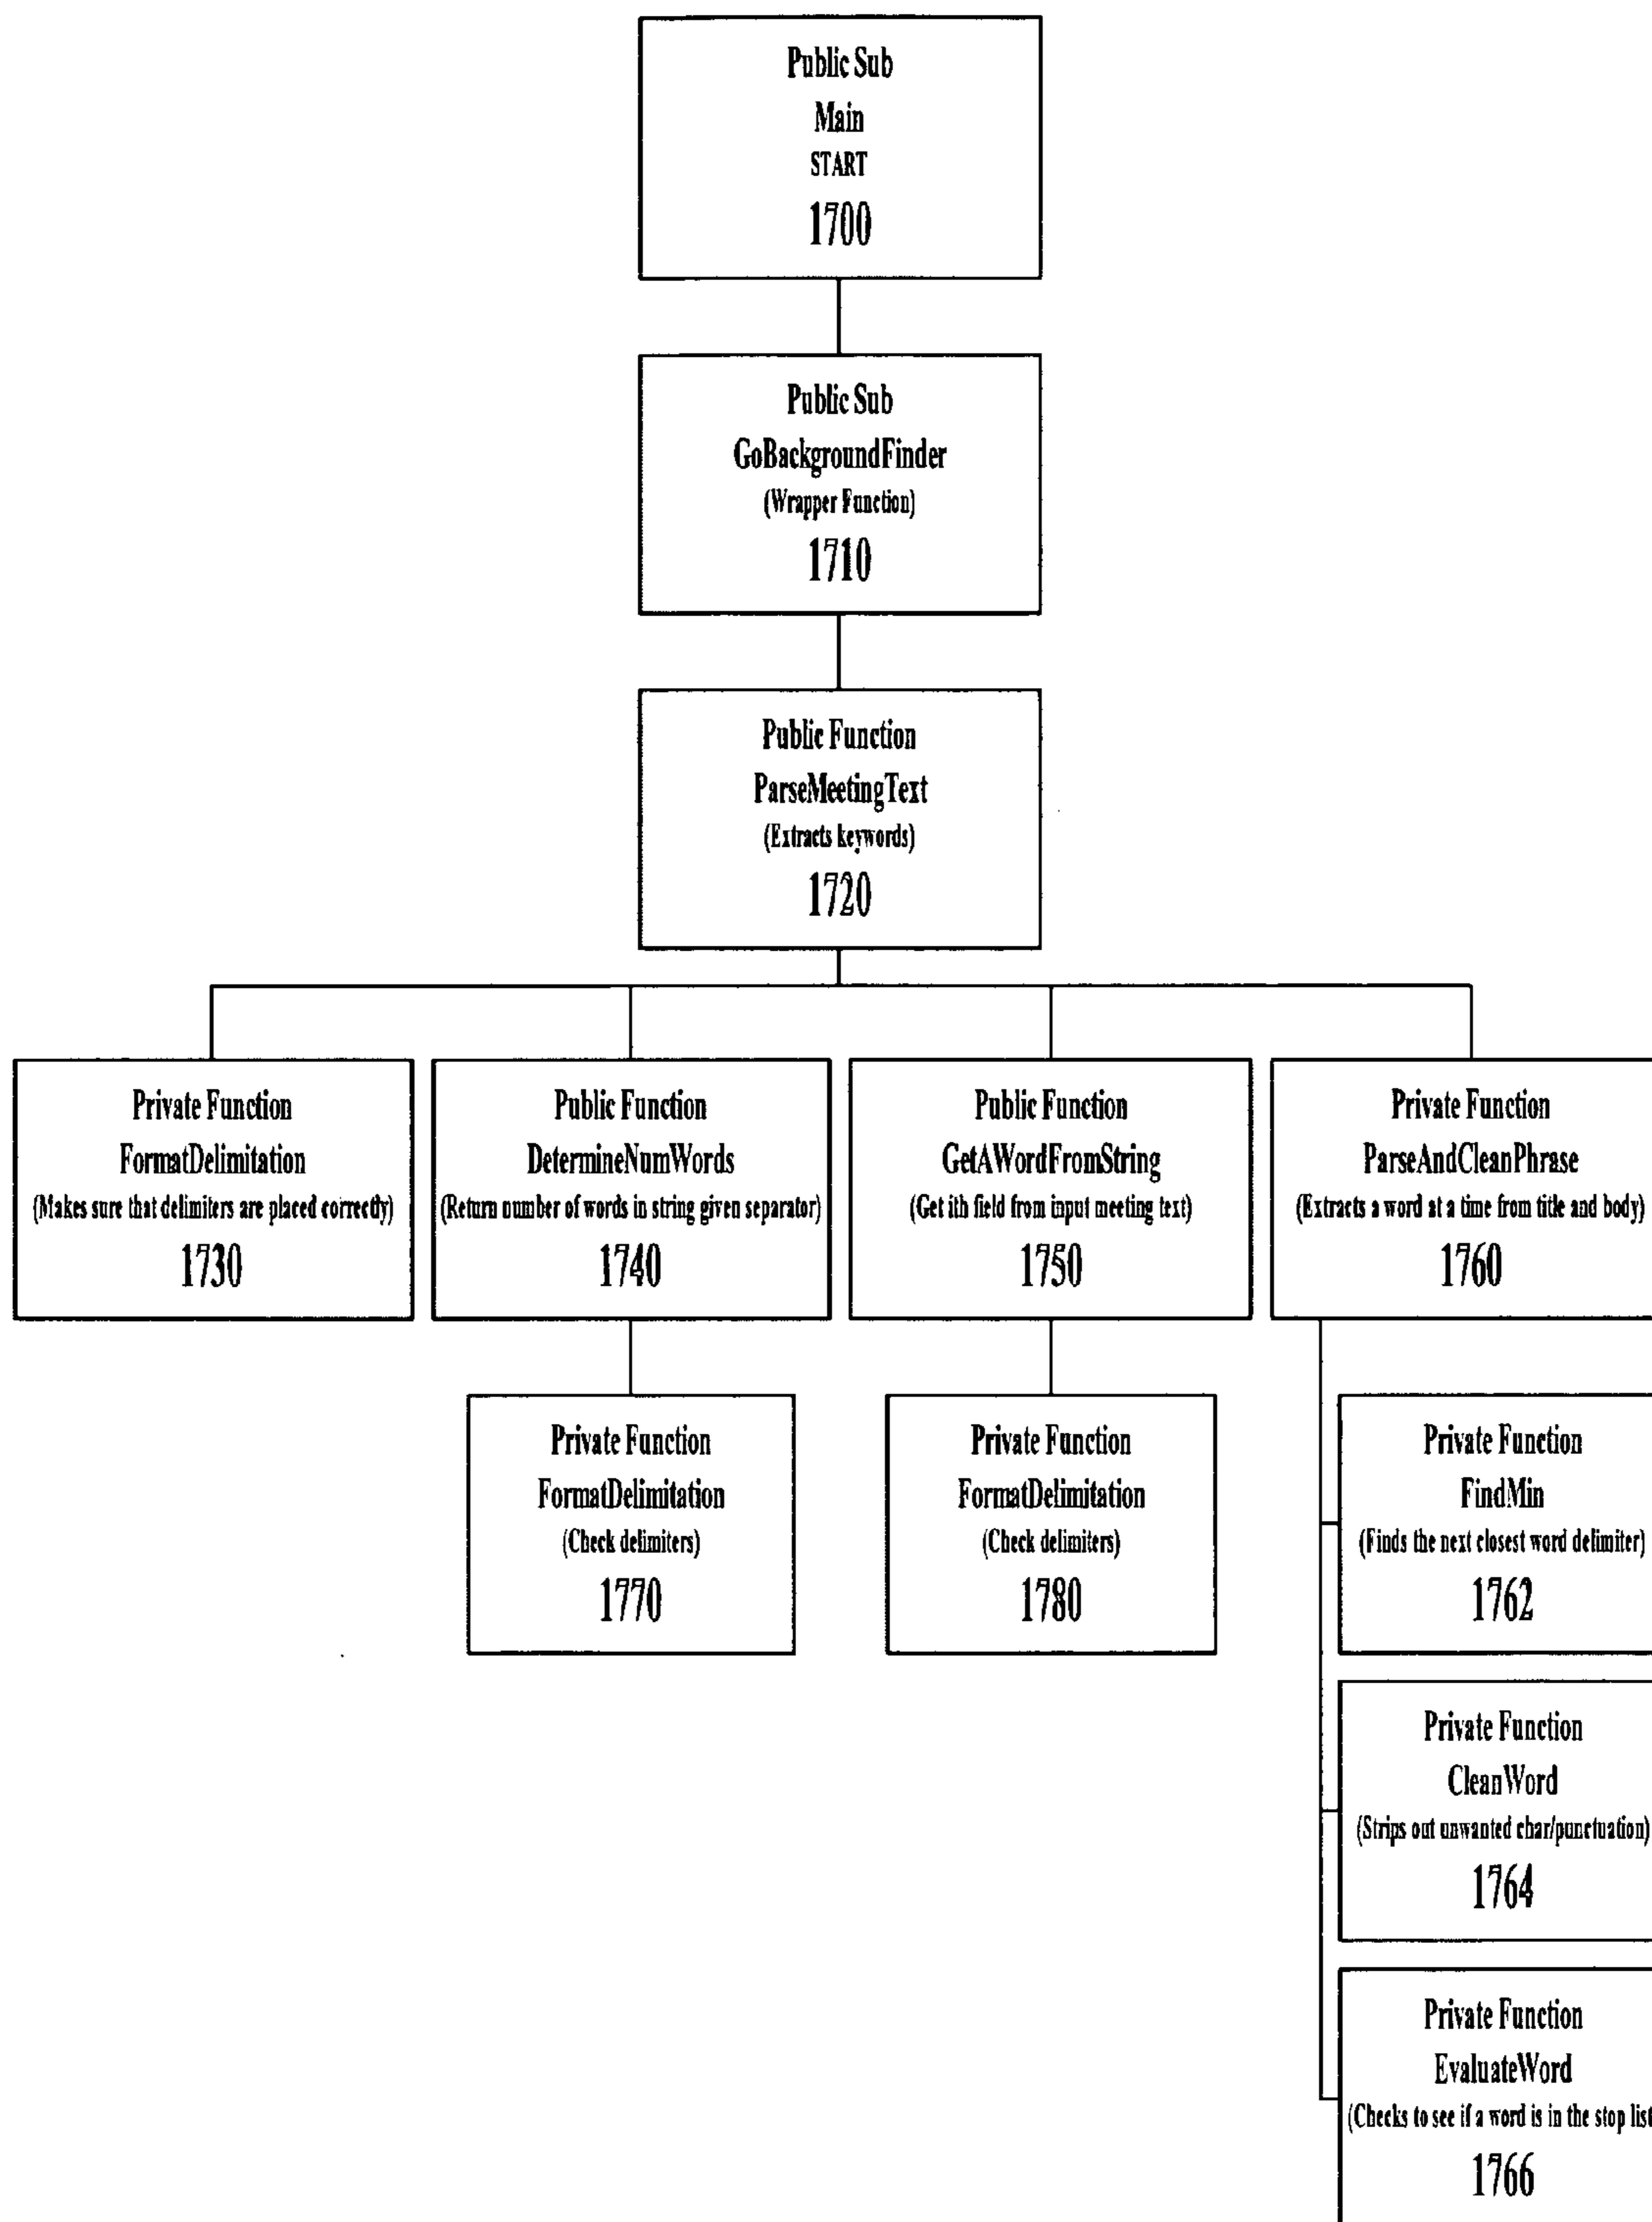 Public Sub
Main
START
1700
Public Sub
GoBackgroundFinder
(Wrapper Function)
1710
Public Function
ParseMeetingText
(Extracts keywords)
1720
Private Function
FormatDelimitation
(Makes sure that delimiters are placed correctly)
1730
Public Function
DetermineNumWords
(Return number of words in string given separator)
1740
Public Function
GetAWordFromString
(Get ith field from input meeting text)
1750
Private Function
ParseAndCleanPhrase
(Extracts a word at a time from title and body)
1760
Private Function
FormatDelimitation
(Check delimiters)
1770
Private Function
FormatDelimitation
(Check delimiters)
1780
Private Function
FindMin
(Finds the next closest word delimiter)
1762
Private Function
CleanWord
(Strips out unwanted char/punctuation)
1764
Private Function
EvaluateWord
(Checks to see if a word is in the stop list
1766